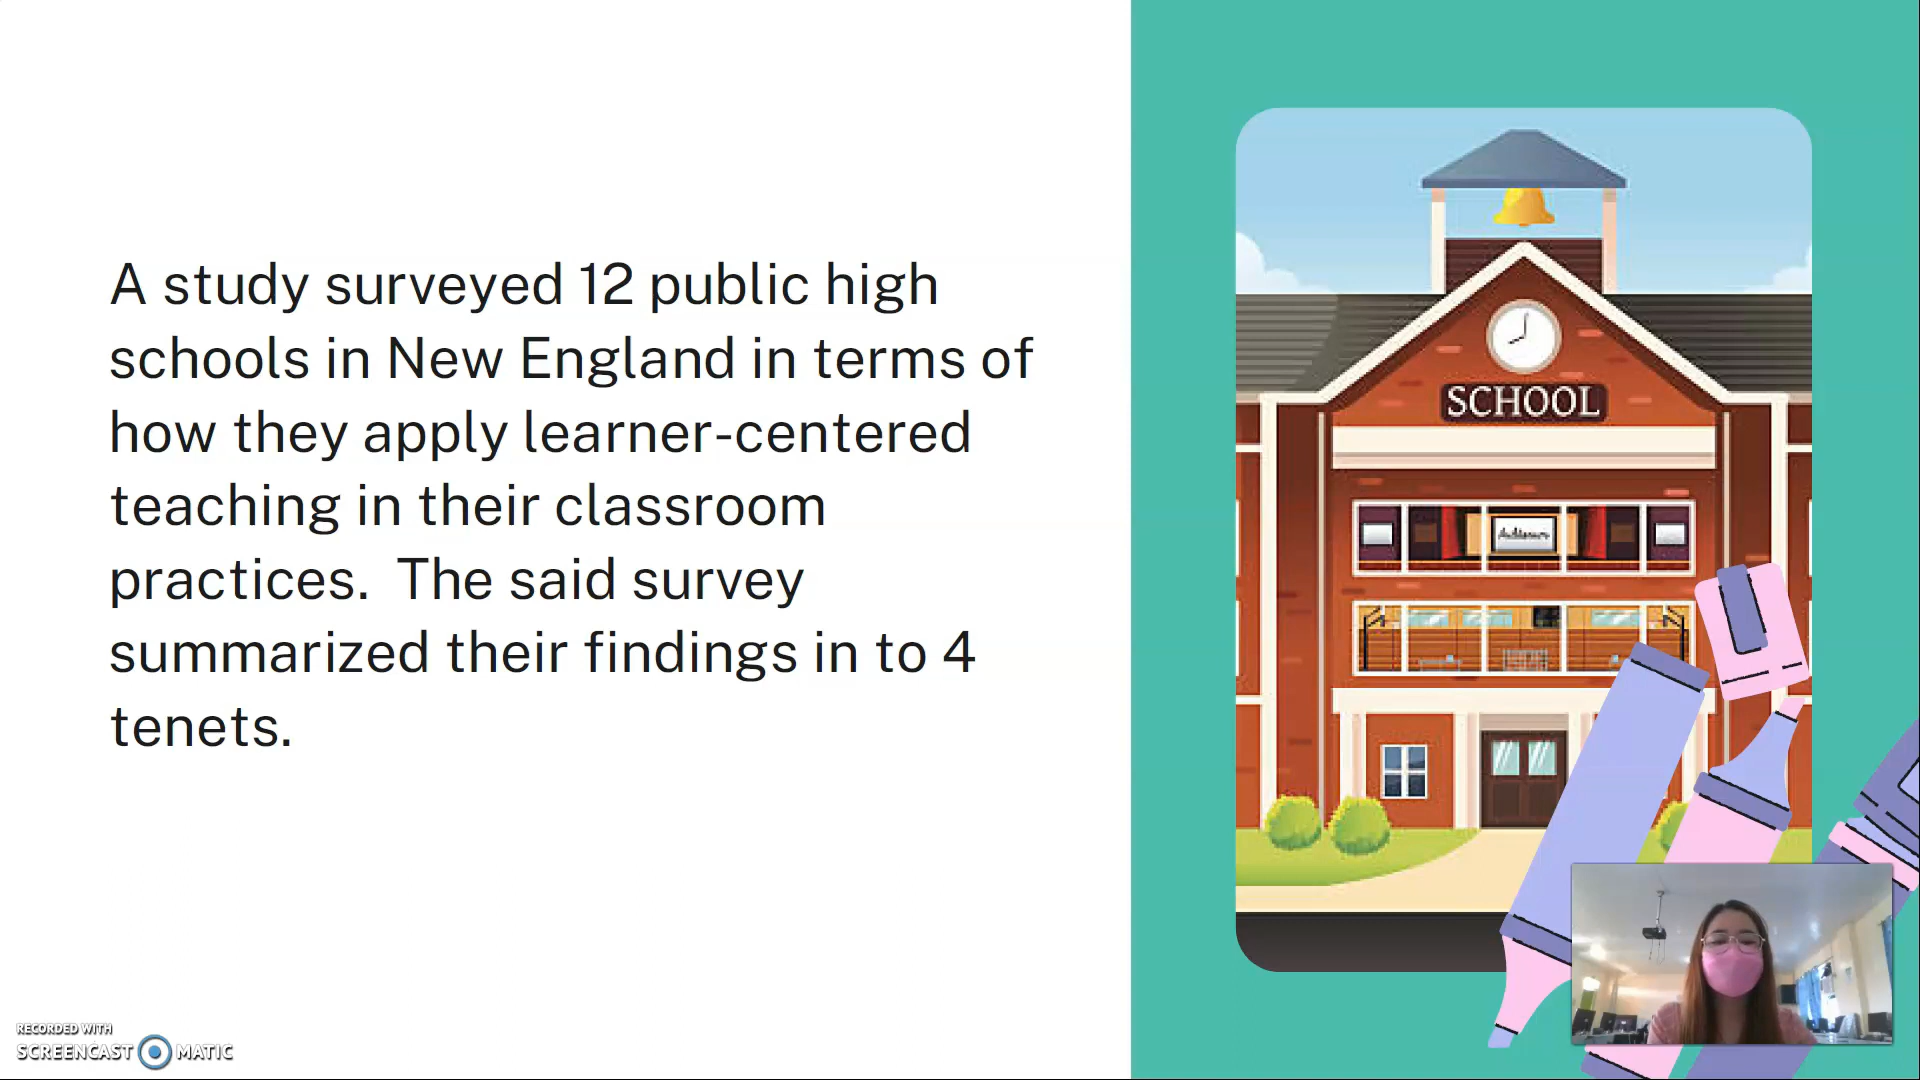 A study surveyed 12 public high
schools in New England in terms of
how they apply learner-centered
teaching in their classroom
practices.  The said survey
summarized their findings in to 4
tenets.
SCHOOL
RECORDED WITH
SCREENCAST MATIC